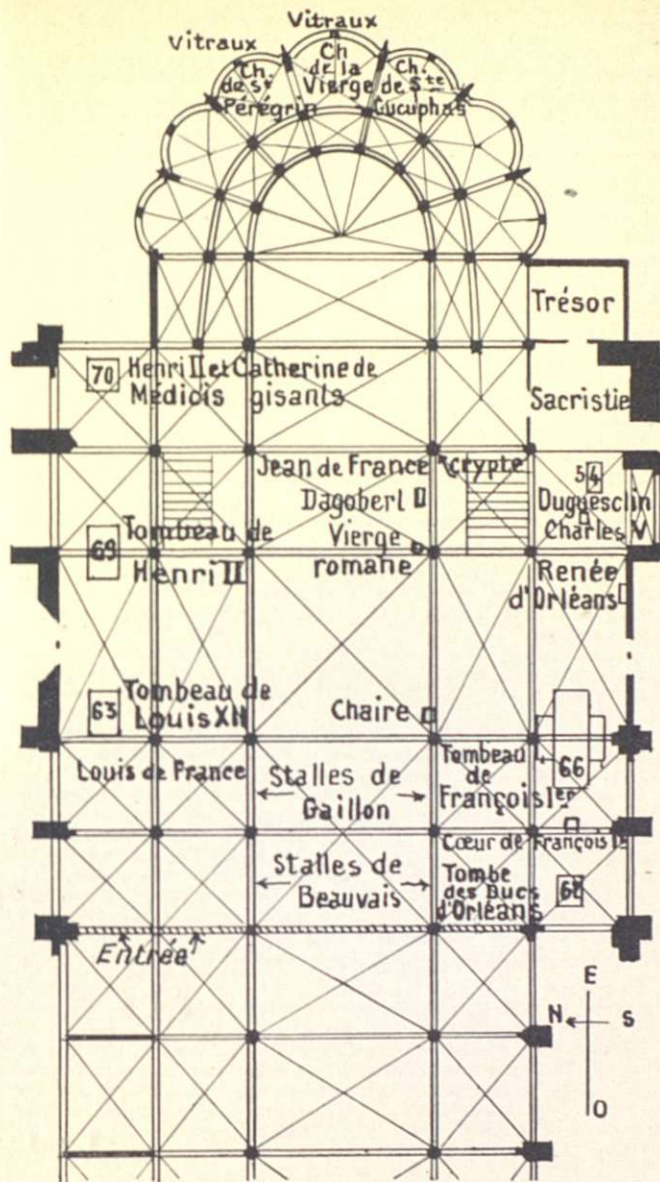 Vitraux
Vitraux
Ch.
de St
Pérégrin
Ch
de la
Vierge
Ch.
de Ste
Cucuphas
Trésor
70
Henri II et Catherine de
Médicis gisants
Sacristie
Jean de France
Crypte
54
Dagobert
Duguesclin
Charles V
69
Tombeau de
Henri II
Vierge
romane
Renée
d'Orléans
63
Tombeau de
Louis XII
Chaire
Louis de France
Stalles de
Gaillon
Tombeau
de
François Ier
66
Cœur de François Ier
Stalles de
Beauvais
Tombe
des Ducs
d'Orléans
Entrée
E
N
S
O